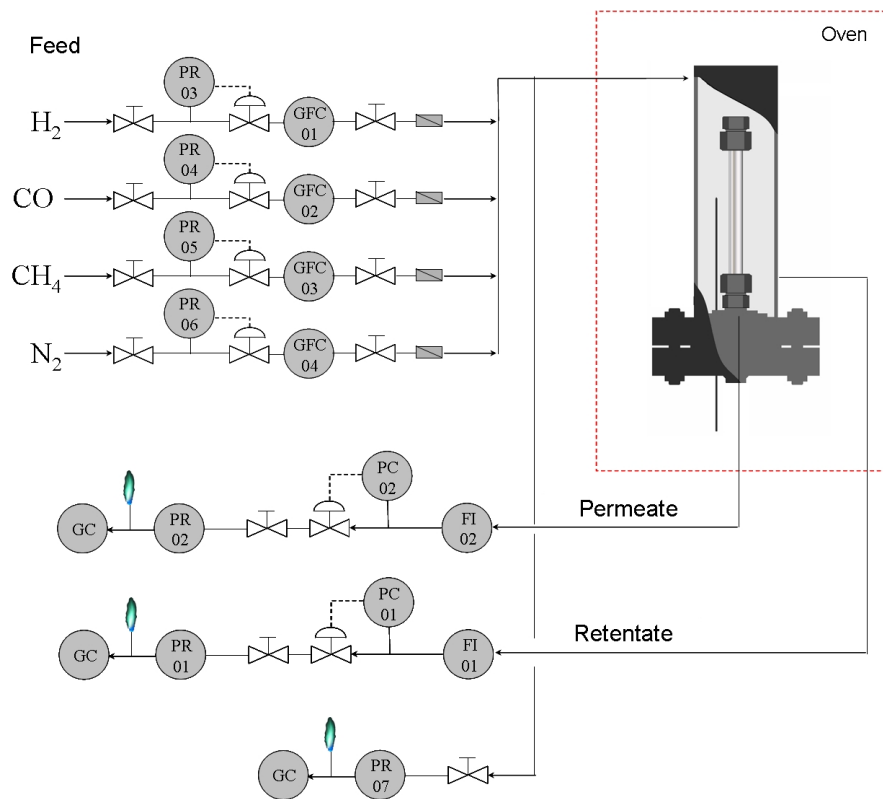 Feed
Oven
PR
03
H2
GFC
01
PR
04
CO
GFC
02
PR
05
CH4
GFC
03
PR
06
N2
GFC
04
PC
02
GC
PR
02
FI
02
Permeate
PC
01
GC
PR
01
FI
01
Retentate
GC
PR
07